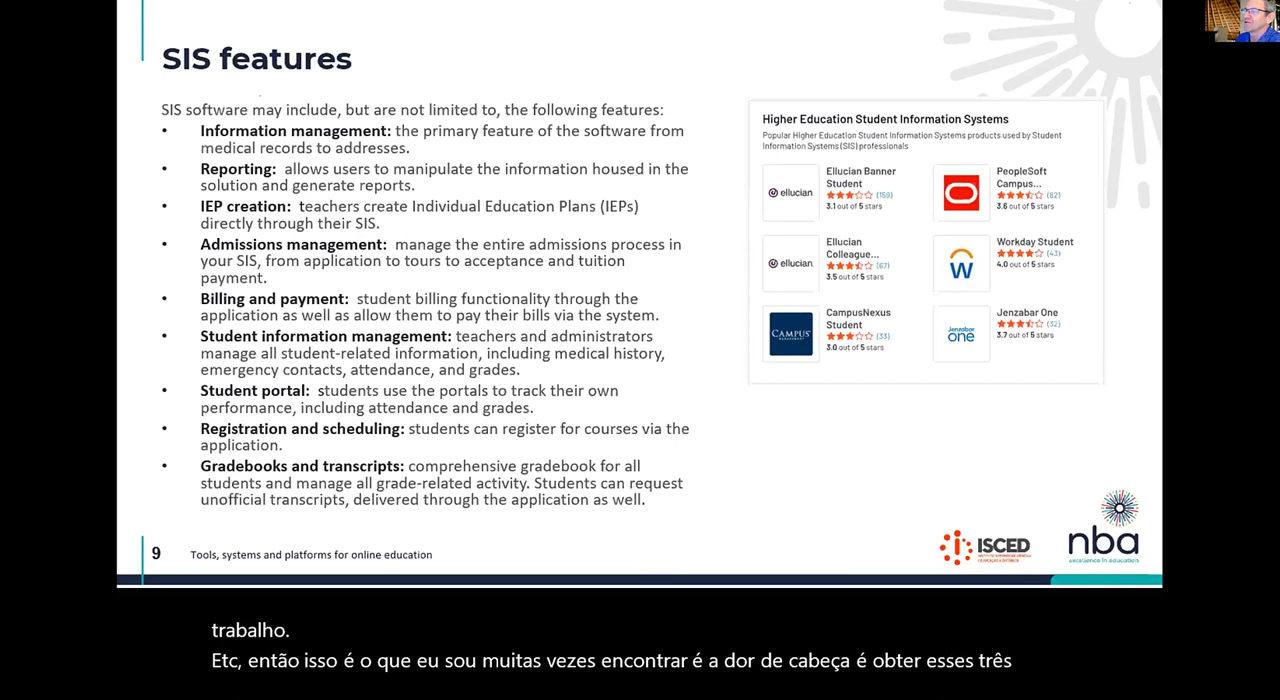 SIS features
SIS software may include, but are not limited to, the following features:
• Information management: the primary feature of the software from
medical records to addresses.
• Reporting: allows users to manipulate the information housed in the
solution and generate reports.
• IEP creation: teachers create Individual Education Plans (IEPs)
directly through their SIS.
• Admissions management: manage the entire admissions process in
your SIS, from application to tours to acceptance and tuition
payment.
• Billing and payment: student billing functionality through the
application as well as allow them to pay their bills via the system.
• Student information management: teachers and administrators
manage all student-related information, including medical history,
emergency contacts, attendance, and grades.
• Student portal: students use the portals to track their own
performance, including attendance and grades.
• Registration and scheduling: students can register for courses via the
application.
• Gradebooks and transcripts: comprehensive gradebook for all
students and manage all grade-related activity. Students can request
unofficial transcripts, delivered through the application as well.
Higher Education Student Information Systems
Popular Higher Education Student Information Systems products used by Student
Information Systems (SIS) professionals
ellucian
Ellucian Banner
Student
(159)
3.1 out of 5 stars
PeopleSoft
Campus...
(82)
3.6 out of 5 stars
ellucian
Ellucian
Colleague...
(67)
3.5 out of 5 stars
W
Workday Student
(43)
4.0 out of 5 stars
CAMPUS
MANAGEMENT
CampusNexus
Student
(33)
3.0 out of 5 stars
Jenzabar
one
Jenzabar One
(32)
3.7 out of 5 stars
9 Tools, systems and platforms for online education
ISCED
nba
excellence in education
trabalho.
Etc, então isso é o que eu sou muitas vezes encontrar é a dor de cabeça é obter esses três